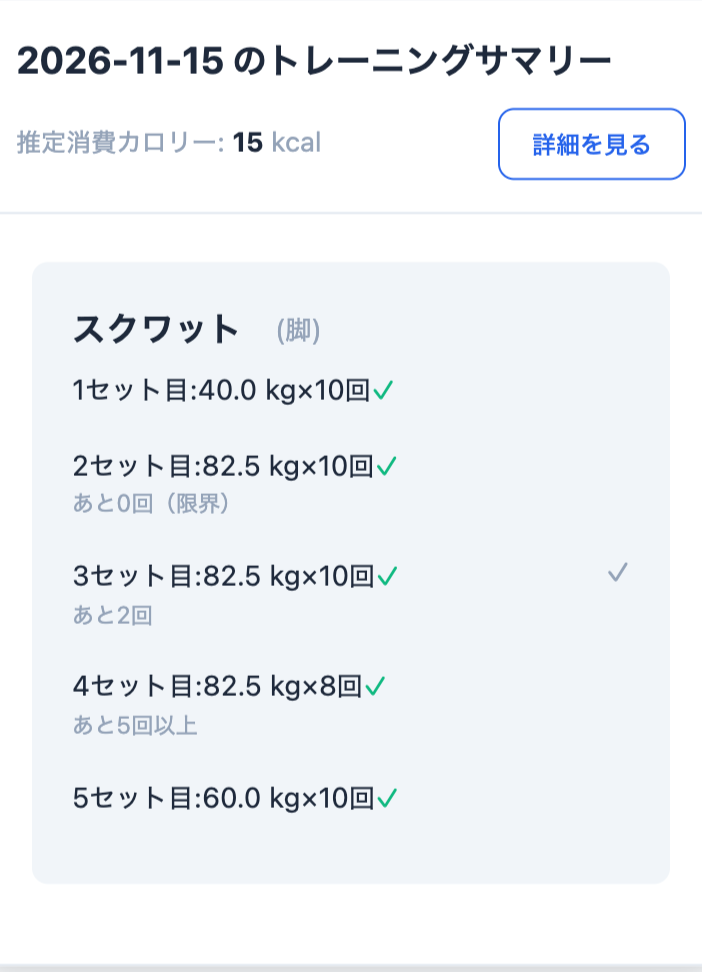 2026-11-15 のトレーニングサマリー
推定消費カロリー: 15 kcal
詳細を見る
スクワット (脚)
1セット目:40.0 kg×10回✓
2セット目:82.5 kg×10回✓
あと0回（限界）
3セット目:82.5 kg×10回✓
あと2回
4セット目:82.5 kg×8回✓
あと5回以上
5セット目:60.0 kg×10回✓